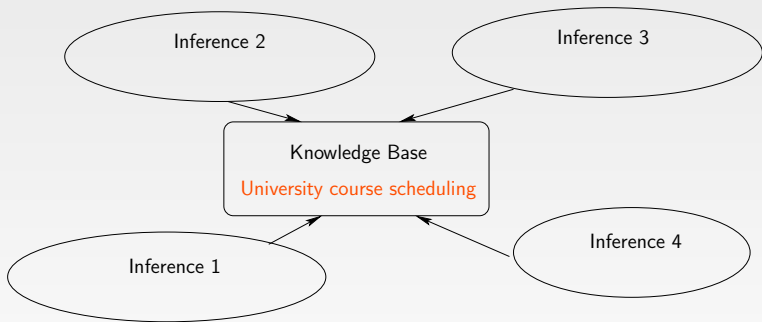 Inference 2
Inference 3
Knowledge Base
University course scheduling
Inference 1
Inference 4